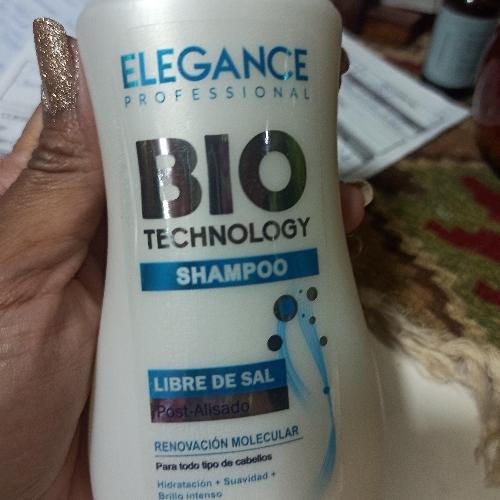 ELEGANCE
PROFESSIONAL
BIO
TECHNOLOGY
SHAMPOO
LIBRE DE SAL
Post-Alisado
RENOVACIÓN MOLECULAR
Para todo tipo de cabellos
Hidratación + Suavidad +
Brillo intenso